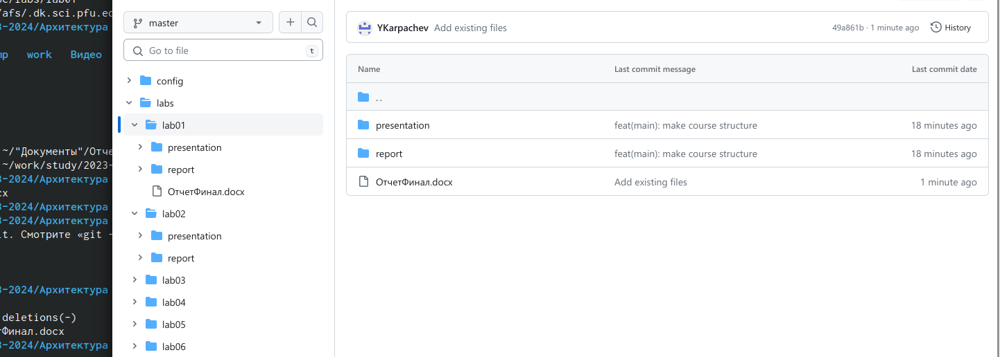 /afs/.dk.sci.pfu.ec
3-2024/Архитектура
mp work Видео
~/"Документы"/Отче
~/work/study/2023-
3-2024/Архитектура
cx
3-2024/Архитектура
3-2024/Архитектура
it. Смотрите «git -
3-2024/Архитектура
deletions(-)
тФинал.docx
3-2024/Архитектура
master
Go to file t
config
labs
lab01
presentation
report
ОтчетФинал.docx
lab02
presentation
report
lab03
lab04
lab05
lab06
YKarpachev Add existing files 49a861b · 1 minute ago History
Name Last commit message Last commit date
..
presentation feat(main): make course structure 18 minutes ago
report feat(main): make course structure 18 minutes ago
ОтчетФинал.docx Add existing files 1 minute ago